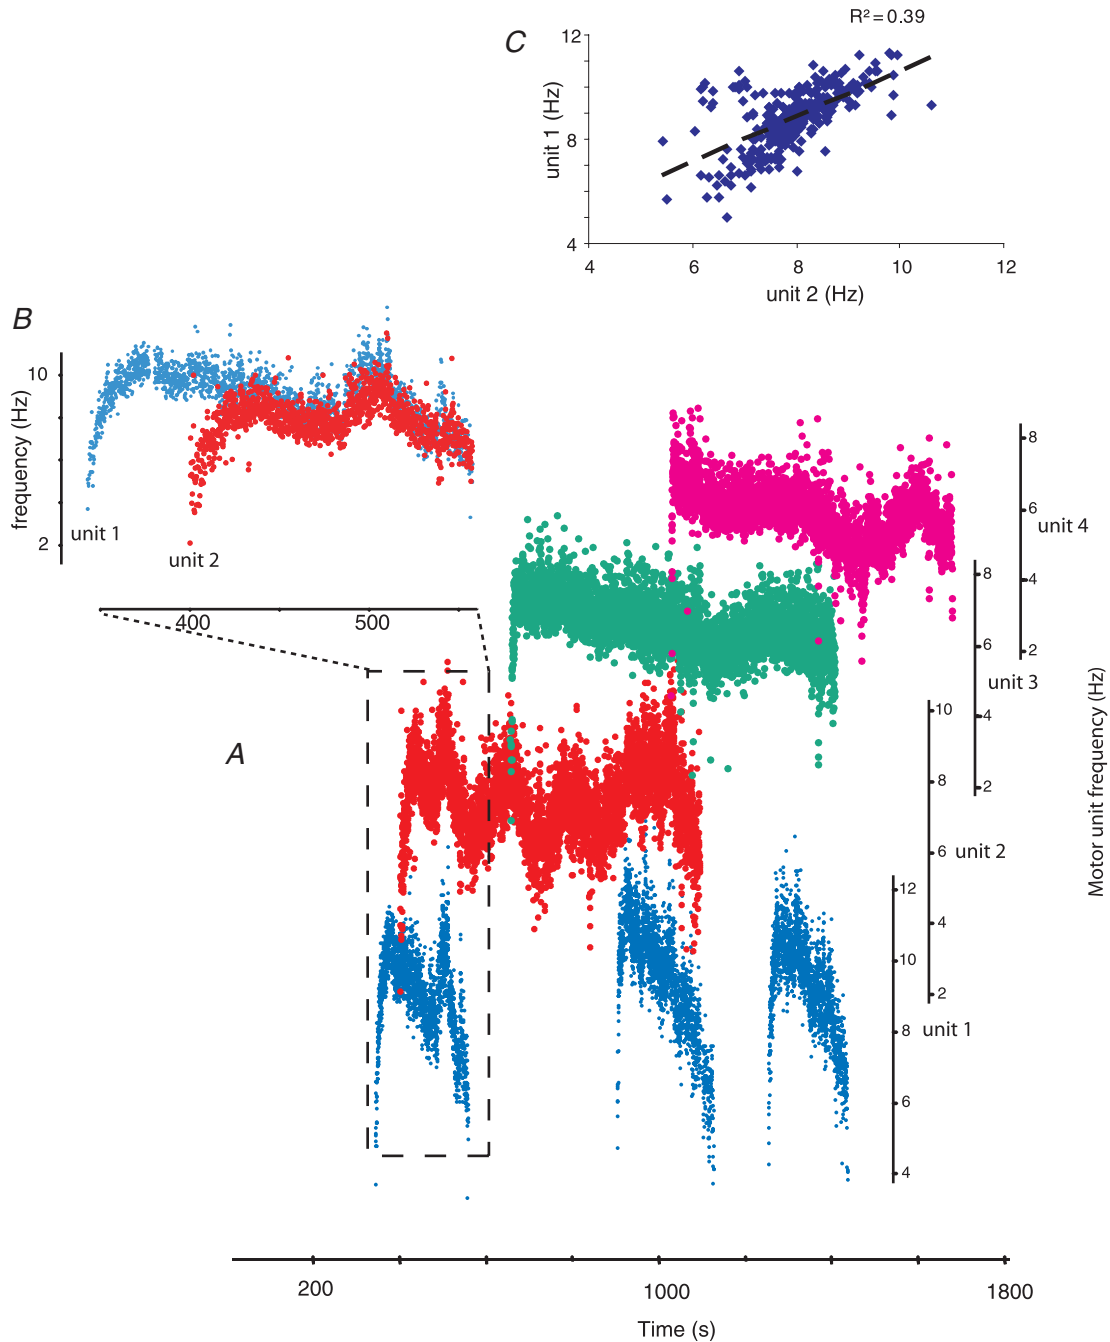 R² = 0.39
C
12
8
4
unit 1 (Hz)
4 6 8 10 12
unit 2 (Hz)
B
10
2
frequency (Hz)
unit 1
unit 2
400 500
A
8
6
4
2
unit 4
8
6
4
2
unit 3
10
8
6
4
2
unit 2
12
10
8
6
4
unit 1
Motor unit frequency (Hz)
200 1000 1800
Time (s)